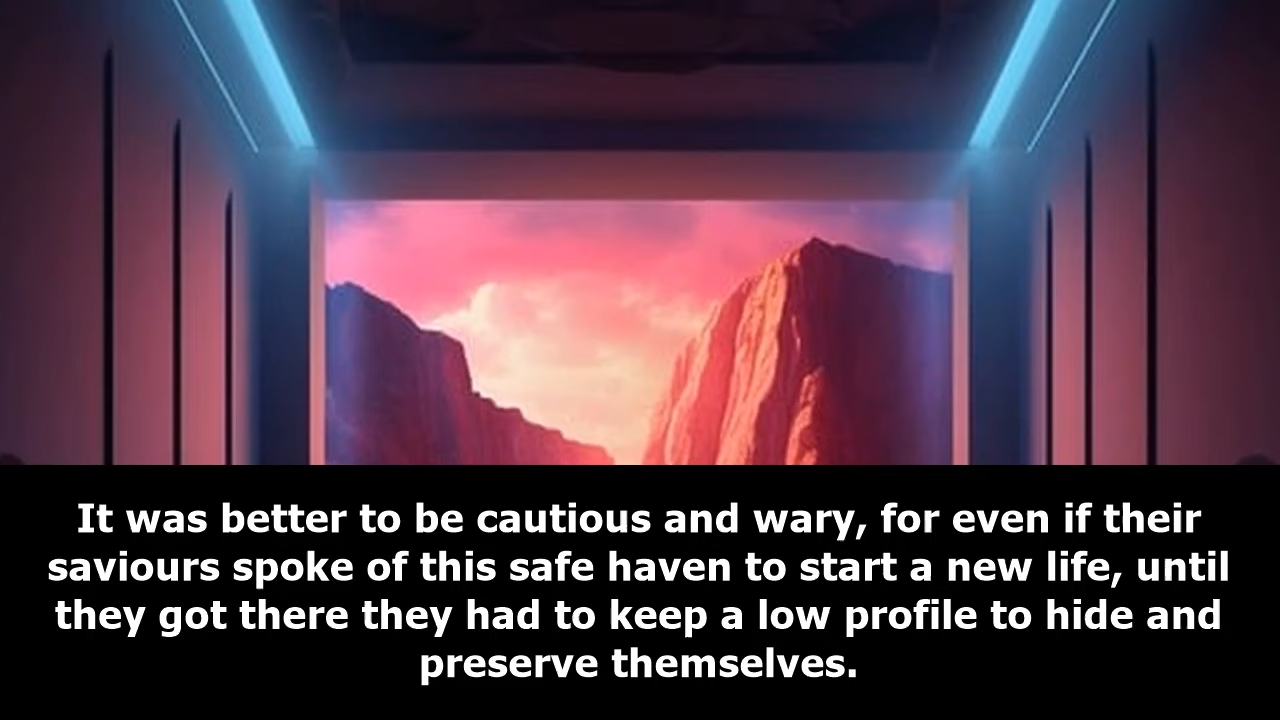 It was better to be cautious and wary, for even if their
saviours spoke of this safe haven to start a new life, until
they got there they had to keep a low profile to hide and
preserve themselves.